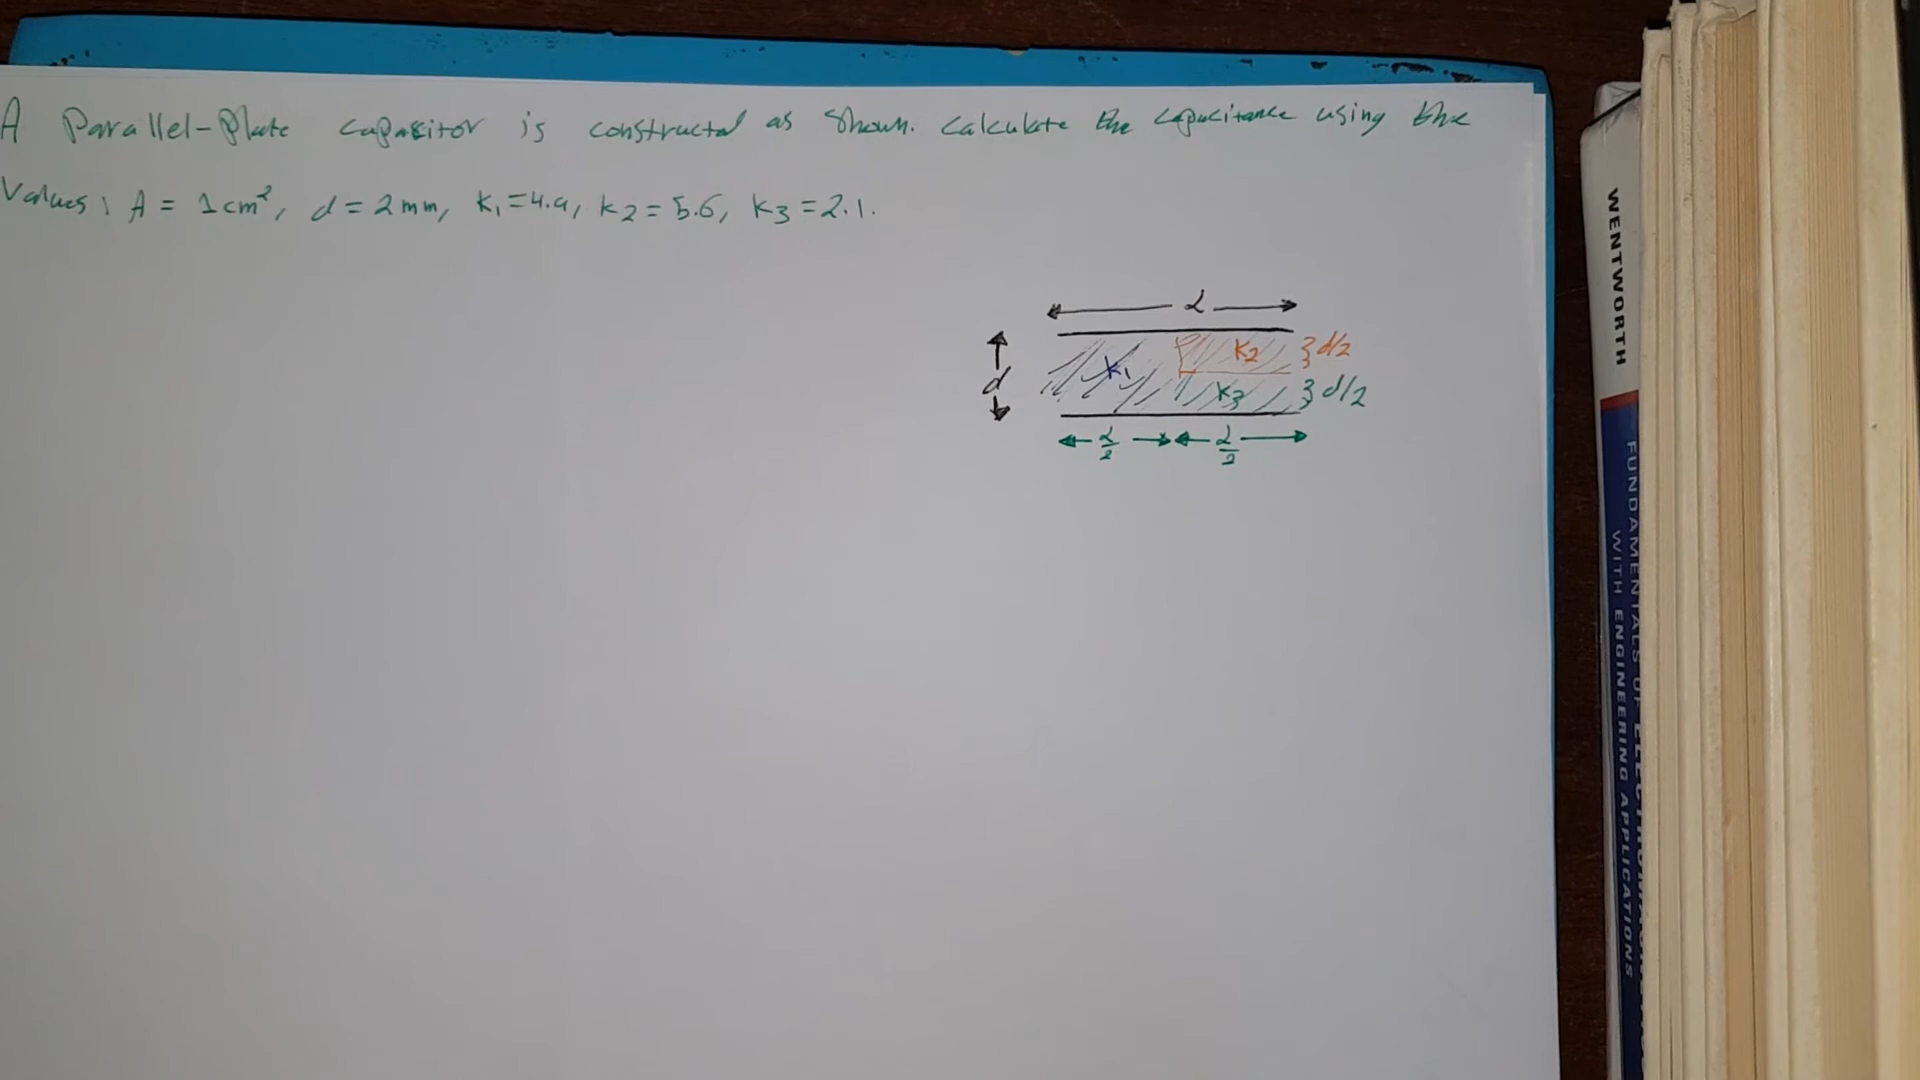 A Parallel-Plate capacitor is constructed as shown. Calculate the capacitance using the
Values: A = 1cm², d = 2mm, K₁=4.9, K₂ = 5.6, K₃ = 2.1.
L
d
K₁
K₂
d/2
K₃
d/2
L/2
L/2
WENTWORTH
FUNDAMENTALS OF
WITH ENGINEERING APPLICATIONS